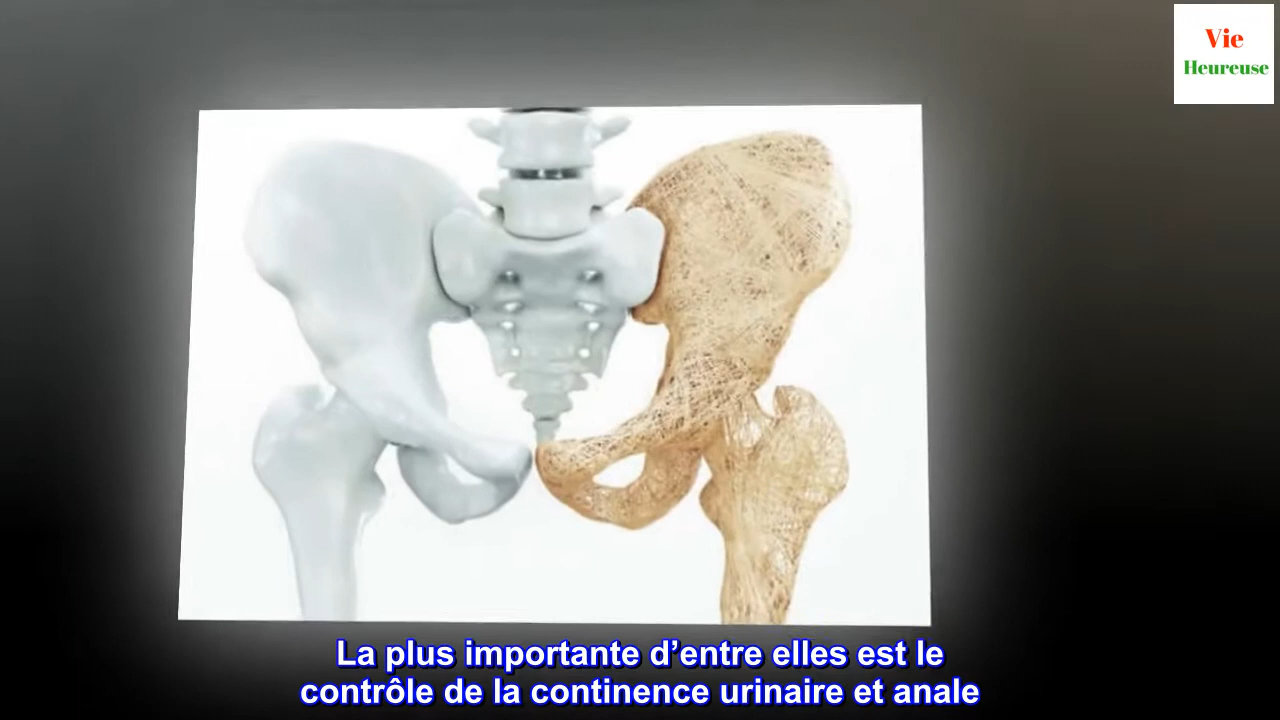 Vie
Heureuse
La plus importante d’entre elles est le
contrôle de la continence urinaire et anale